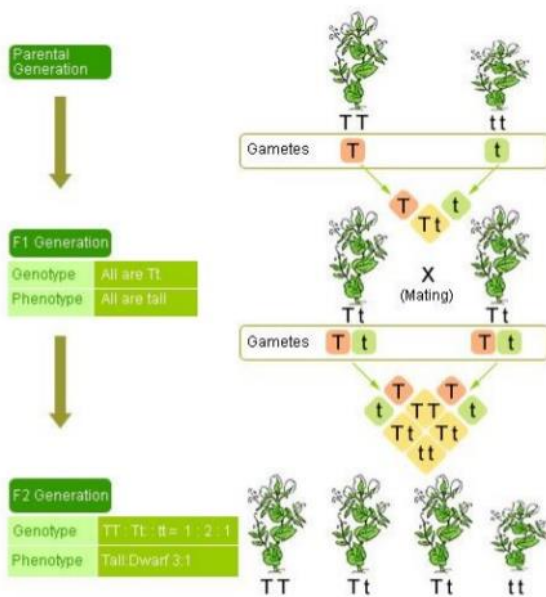 Parental
Generation
TT
tt
Gametes
T
t
T
t
Tt
F1 Generation
Genotype
All are Tt.
Phenotype
All are tall
X
(Mating)
Tt
Tt
Gametes
T t
T t
T
T
t
TT
t
Tt
Tt
tt
F2 Generation
Genotype
TT : Tt : tt = 1 : 2 : 1
Phenotype
Tall:Dwarf 3:1
TT
Tt
Tt
tt